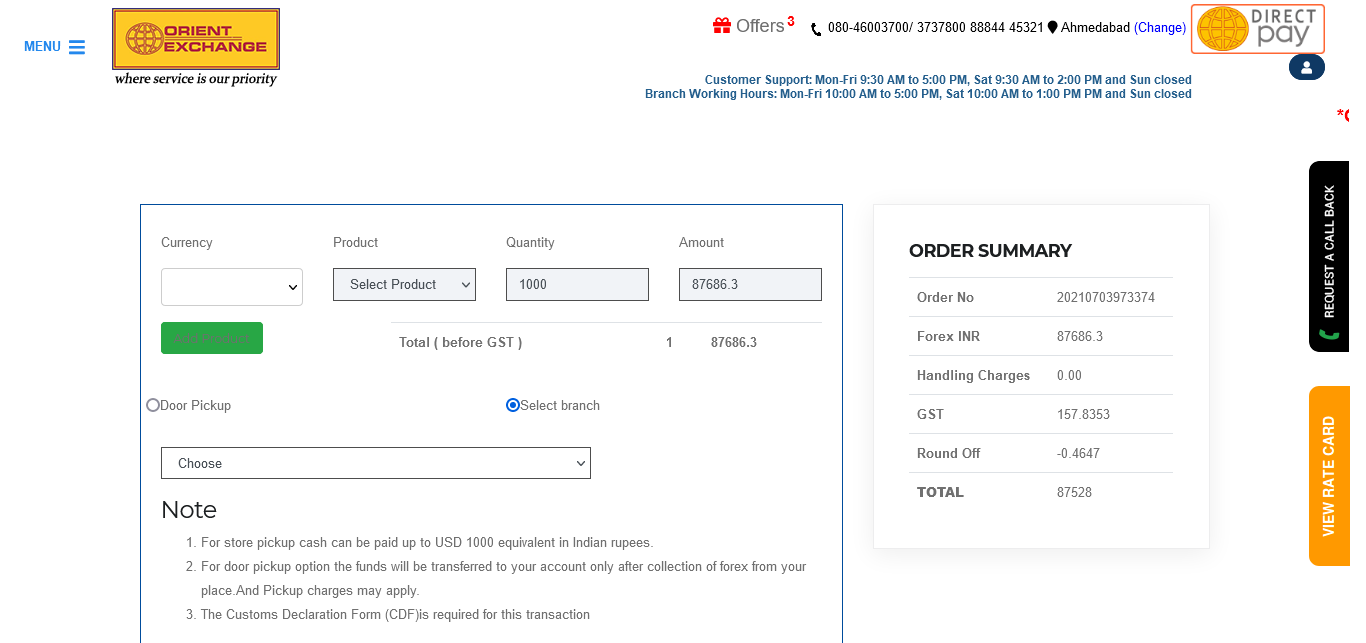 MENU
ORIENT
EXCHANGE
where service is our priority
Offers 3
080-46003700/ 3737800 88844 45321 Ahmedabad (Change)
DIRECT
pay
Customer Support: Mon-Fri 9:30 AM to 5:00 PM, Sat 9:30 AM to 2:00 PM and Sun closed
Branch Working Hours: Mon-Fri 10:00 AM to 5:00 PM, Sat 10:00 AM to 1:00 PM PM and Sun closed
Currency Product Quantity Amount
Select Product 1000 87686.3
Add Product
Total ( before GST ) 1 87686.3
Door Pickup Select branch
Choose
Note
1. For store pickup cash can be paid up to USD 1000 equivalent in Indian rupees.
2. For door pickup option the funds will be transferred to your account only after collection of forex from your
place.And Pickup charges may apply.
3. The Customs Declaration Form (CDF)is required for this transaction
ORDER SUMMARY
Order No 20210703973374
Forex INR 87686.3
Handling Charges 0.00
GST 157.8353
Round Off -0.4647
TOTAL 87528
REQUEST A CALL BACK
VIEW RATE CARD